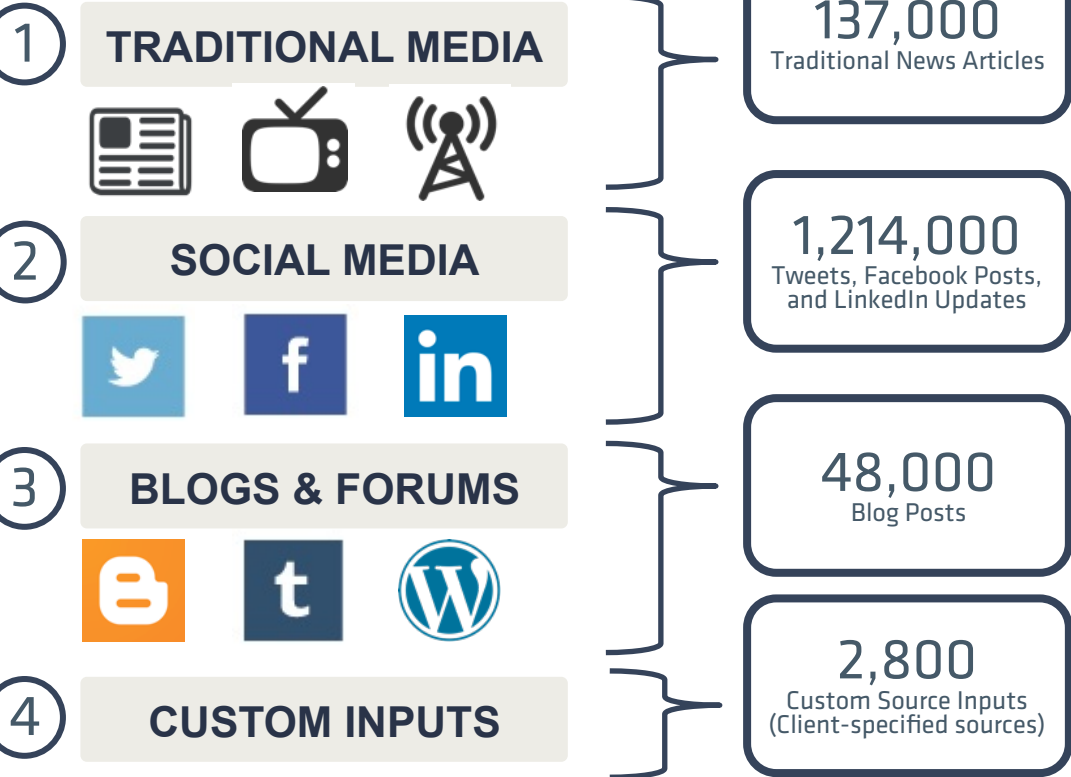 1
TRADITIONAL MEDIA
137,000
Traditional News Articles
2
SOCIAL MEDIA
1,214,000
Tweets, Facebook Posts,
and LinkedIn Updates
f
in
3
BLOGS & FORUMS
48,000
Blog Posts
B
t
W
4
CUSTOM INPUTS
2,800
Custom Source Inputs
(Client-specified sources)